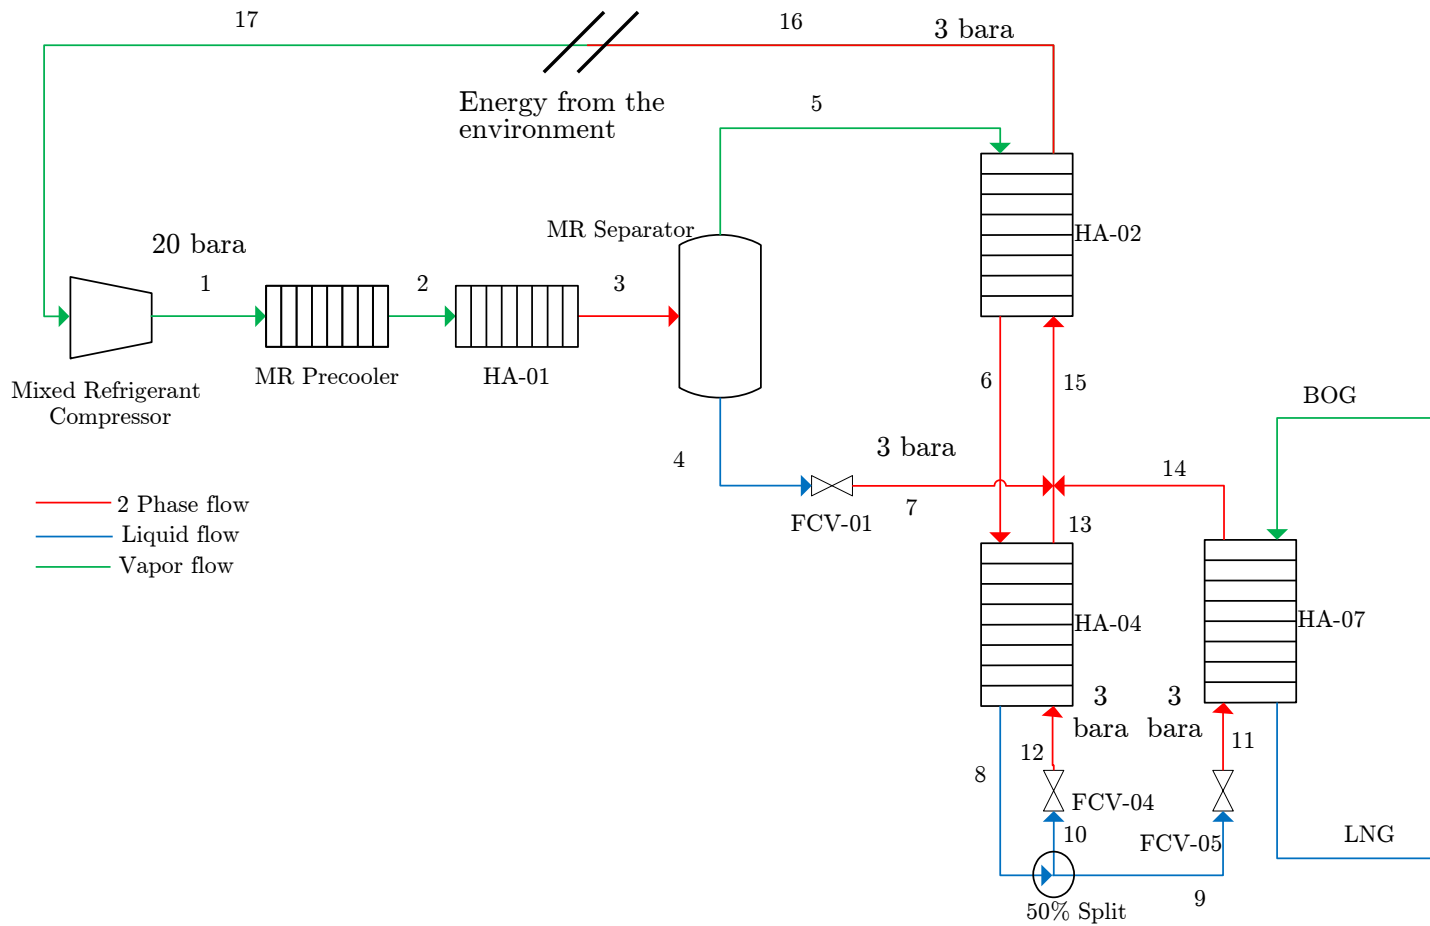 17
16
3 bara
Energy from the
environment
5
MR Separator
HA-02
20 bara
1
2
3
MR Precooler
HA-01
Mixed Refrigerant
Compressor
6
15
BOG
4
3 bara
14
7
FCV-01
13
2 Phase flow
Liquid flow
Vapor flow
HA-04
HA-07
3
bara
3
bara
12
11
8
FCV-04
10
FCV-05
LNG
9
50% Split